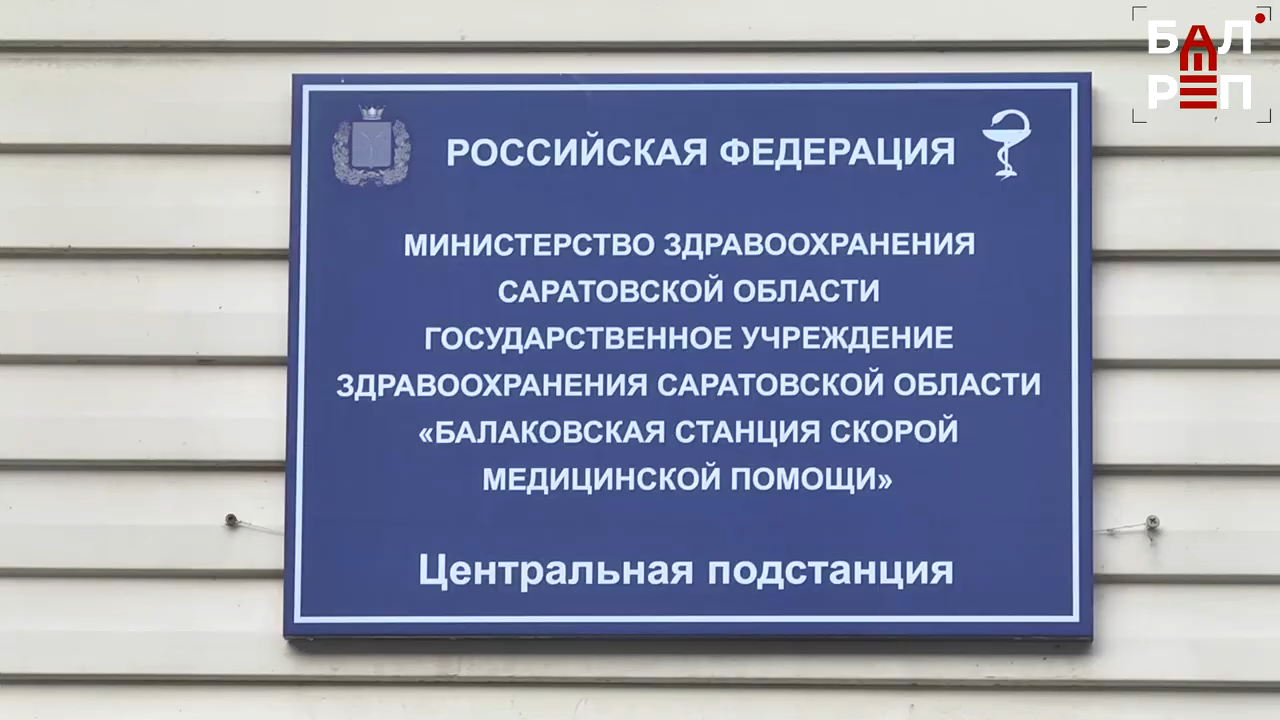 БАЛ
РЕП
РОССИЙСКАЯ ФЕДЕРАЦИЯ
МИНИСТЕРСТВО ЗДРАВООХРАНЕНИЯ
САРАТОВСКОЙ ОБЛАСТИ
ГОСУДАРСТВЕННОЕ УЧРЕЖДЕНИЕ
ЗДРАВООХРАНЕНИЯ САРАТОВСКОЙ ОБЛАСТИ
«БАЛАКОВСКАЯ СТАНЦИЯ СКОРОЙ
МЕДИЦИНСКОЙ ПОМОЩИ»
Центральная подстанция